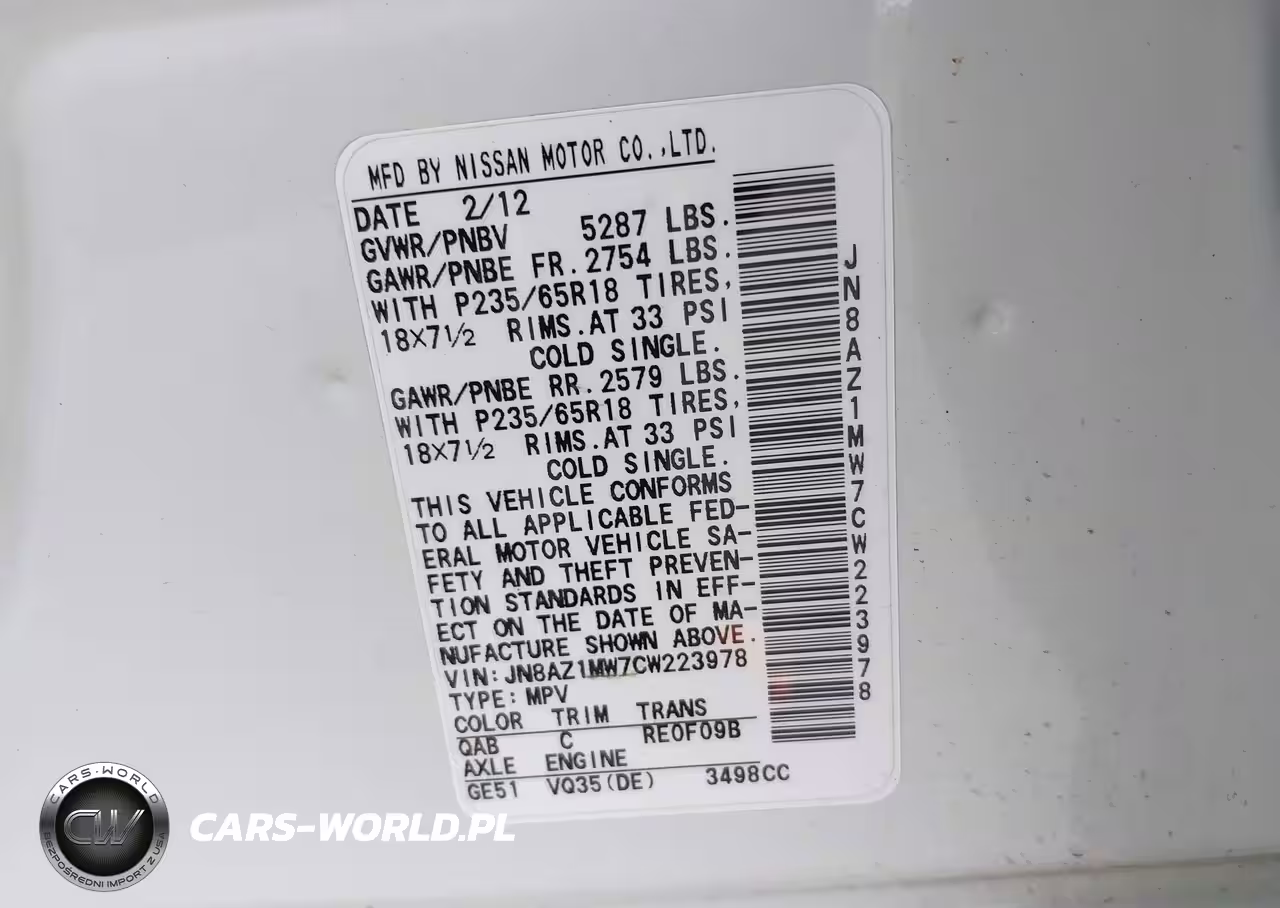 MFD BY NISSAN MOTOR CO.,LTD.
DATE 2/12
GVWR/PNBV 5287 LBS.
GAWR/PNBE FR. 2754 LBS.
WITH P235/65R18 TIRES,
18X7½ RIMS.AT 33 PSI
COLD SINGLE.
GAWR/PNBE RR. 2579 LBS.
WITH P235/65R18 TIRES,
18X7½ RIMS.AT 33 PSI
COLD SINGLE.
THIS VEHICLE CONFORMS
TO ALL APPLICABLE FED-
ERAL MOTOR VEHICLE SA-
FETY AND THEFT PREVEN-
TION STANDARDS IN EFF-
ECT ON THE DATE OF MA-
NUFACTURE SHOWN ABOVE.
VIN:JN8AZ1MW7CW223978
TYPE:MPV
COLOR TRIM TRANS
QAB C RE0F09B
AXLE ENGINE
GE51 VQ35(DE) 3498CC
JN8AZ1MW7CW223978
CARS-WORLD
CW
BEZPOŚREDNI IMPORT Z USA
CARS-WORLD.PL